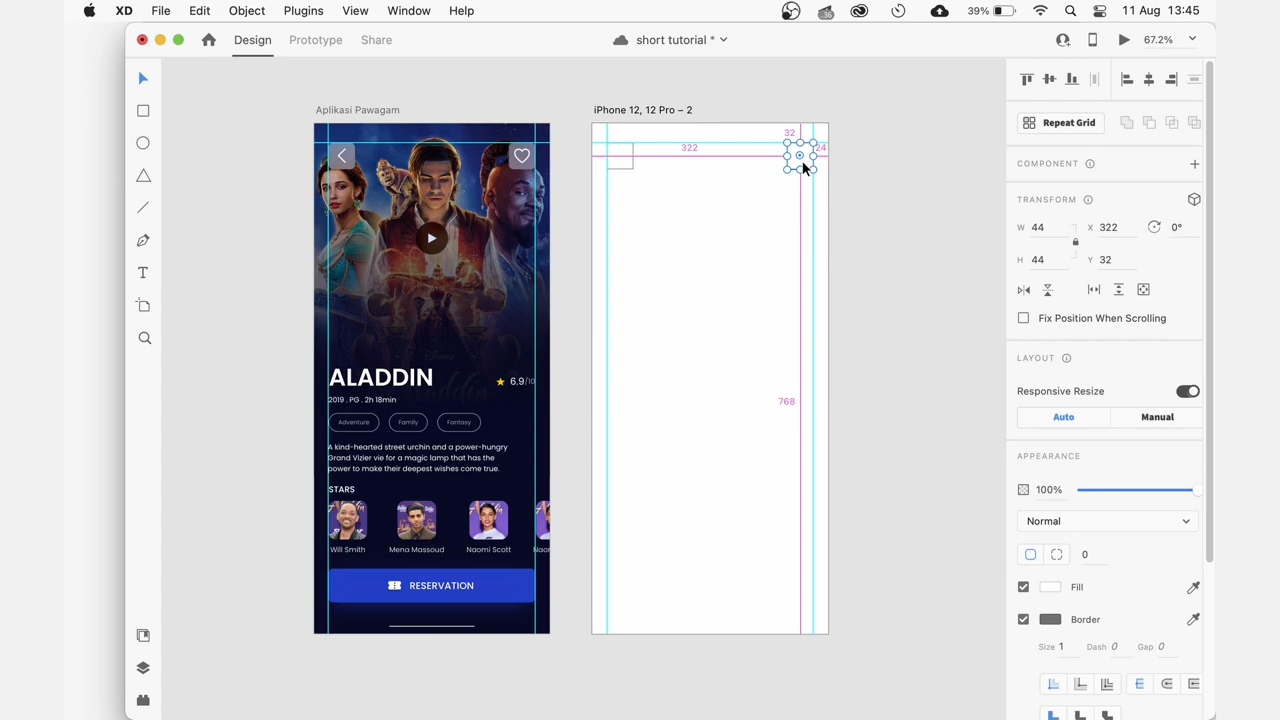 XD File Edit Object Plugins View Window Help 36 39% 11 Aug 13:45
Design Prototype Share short tutorial * 67.2%
Aplikasi Pawagam
iPhone 12, 12 Pro – 2
32
322
24
768
ALADDIN
6.9/10
2019 . PG . 2h 18min
Adventure Family Fantasy
A kind-hearted street urchin and a power-hungry
Grand Vizier vie for a magic lamp that has the
power to make their deepest wishes come true.
STARS
Will Smith Mena Massoud Naomi Scott Naor
RESERVATION
Repeat Grid
COMPONENT
TRANSFORM
W 44 X 322 0°
H 44 Y 32
Fix Position When Scrolling
LAYOUT
Responsive Resize
Auto Manual
APPEARANCE
100%
Normal
0
Fill
Border
Size 1 Dash 0 Gap 0